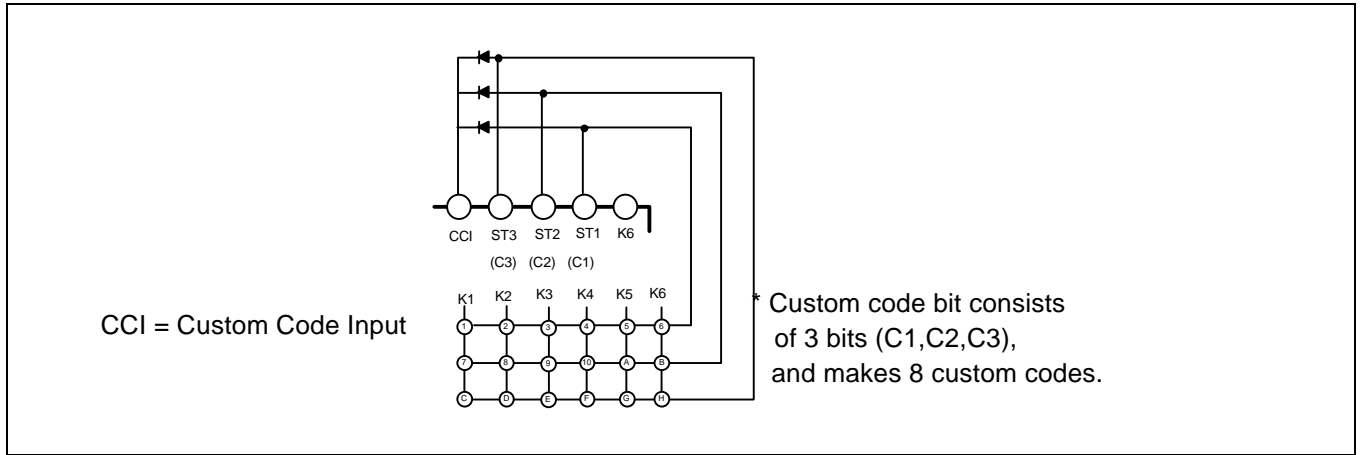 CCI ST3 ST2 ST1 K6
(C3) (C2) (C1)
K1 K2 K3 K4 K5 K6
1 2 3 4 5 6
7 8 9 10 A B
C D E F G H
CCI = Custom Code Input
* Custom code bit consists
of 3 bits (C1,C2,C3),
and makes 8 custom codes.